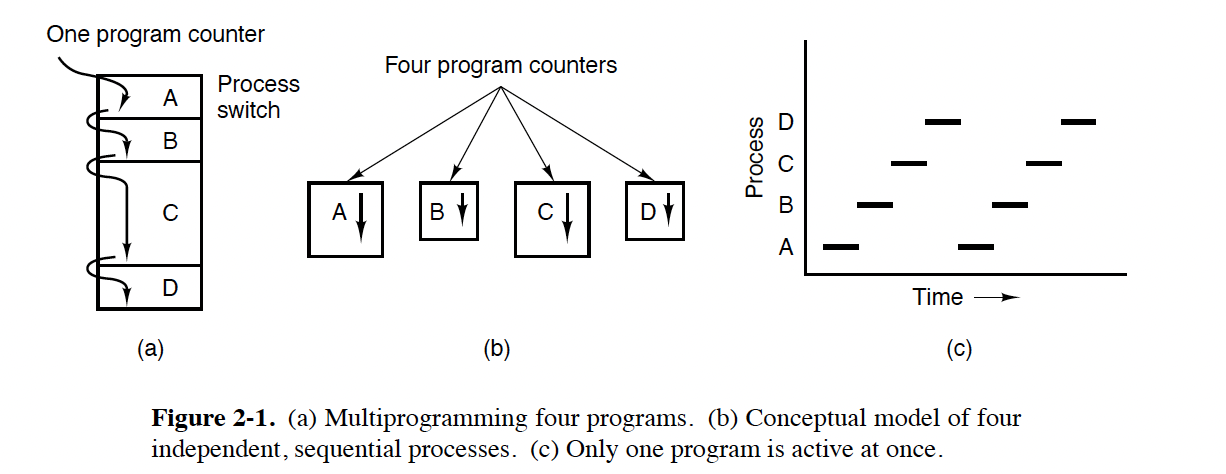 One program counter
Process
switch
A
B
C
D
(a)
Four program counters
A
B
C
D
(b)
Process
D
C
B
A
Time
(c)
Figure 2-1. (a) Multiprogramming four programs. (b) Conceptual model of four
independent, sequential processes. (c) Only one program is active at once.